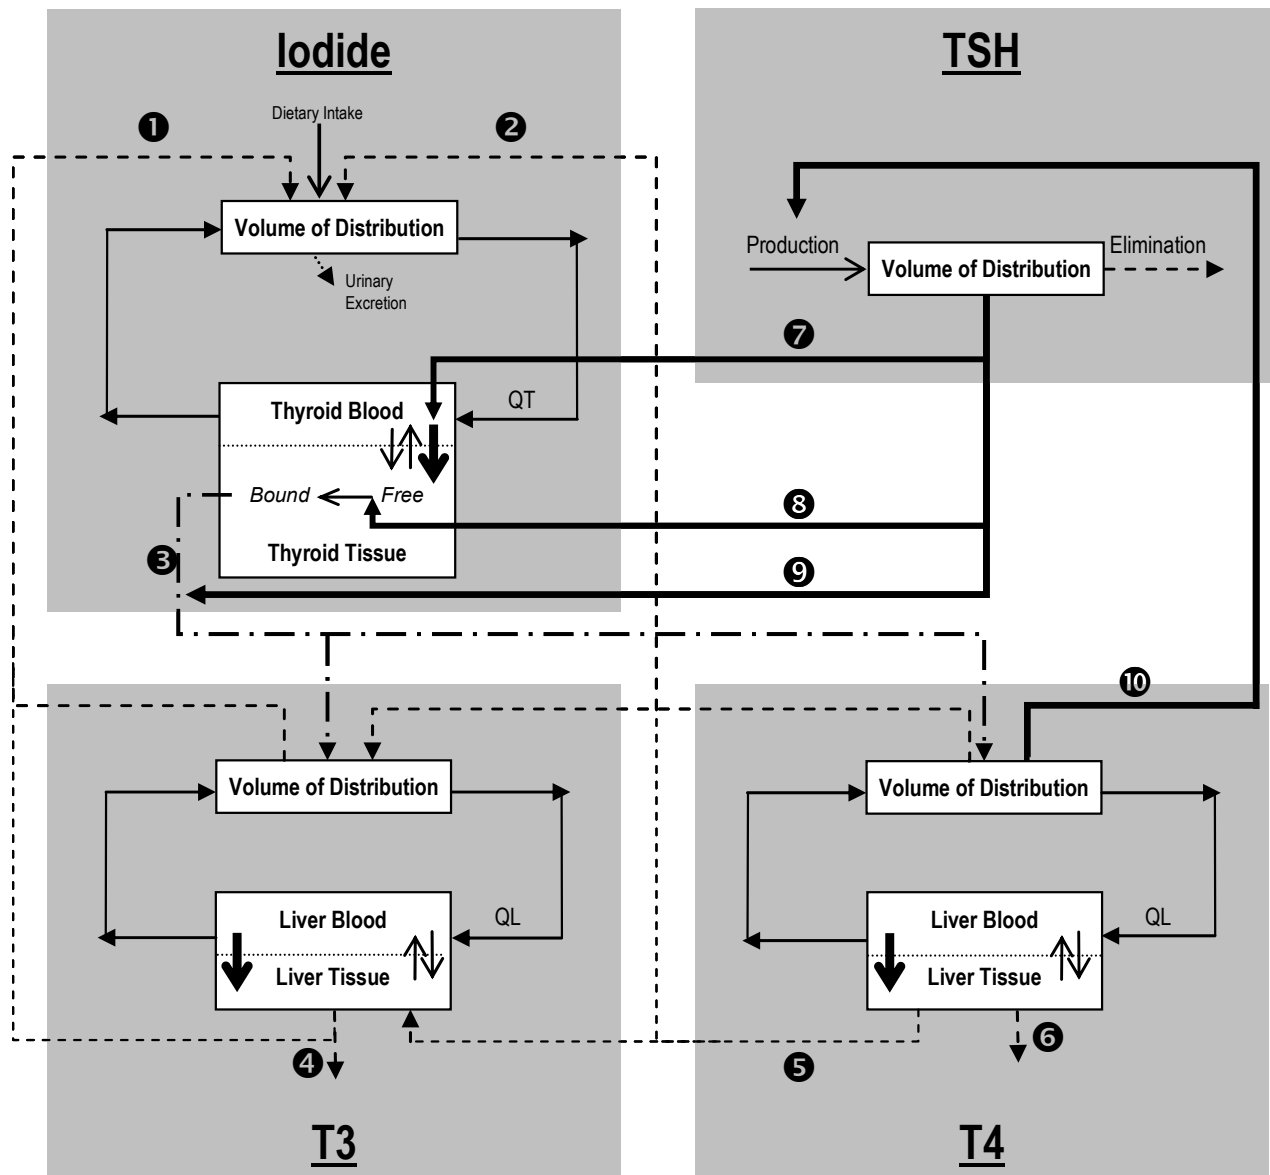 Iodide
TSH
Dietary Intake
❶
❷
Volume of Distribution
Urinary
Excretion
Production
Elimination
Volume of Distribution
❼
Thyroid Blood
QT
Bound
Free
❽
❸
Thyroid Tissue
❾
❿
Volume of Distribution
Volume of Distribution
Liver Blood
QL
Liver Tissue
Liver Blood
QL
Liver Tissue
❹
❺
❻
T3
T4